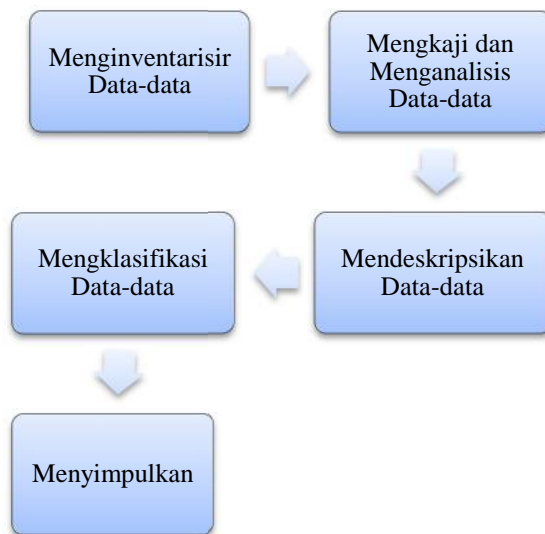 Menginventarisir
Data-data
Mengkaji dan
Menganalisis
Data-data
Mendeskripsikan
Data-data
Mengklasifikasi
Data-data
Menyimpulkan